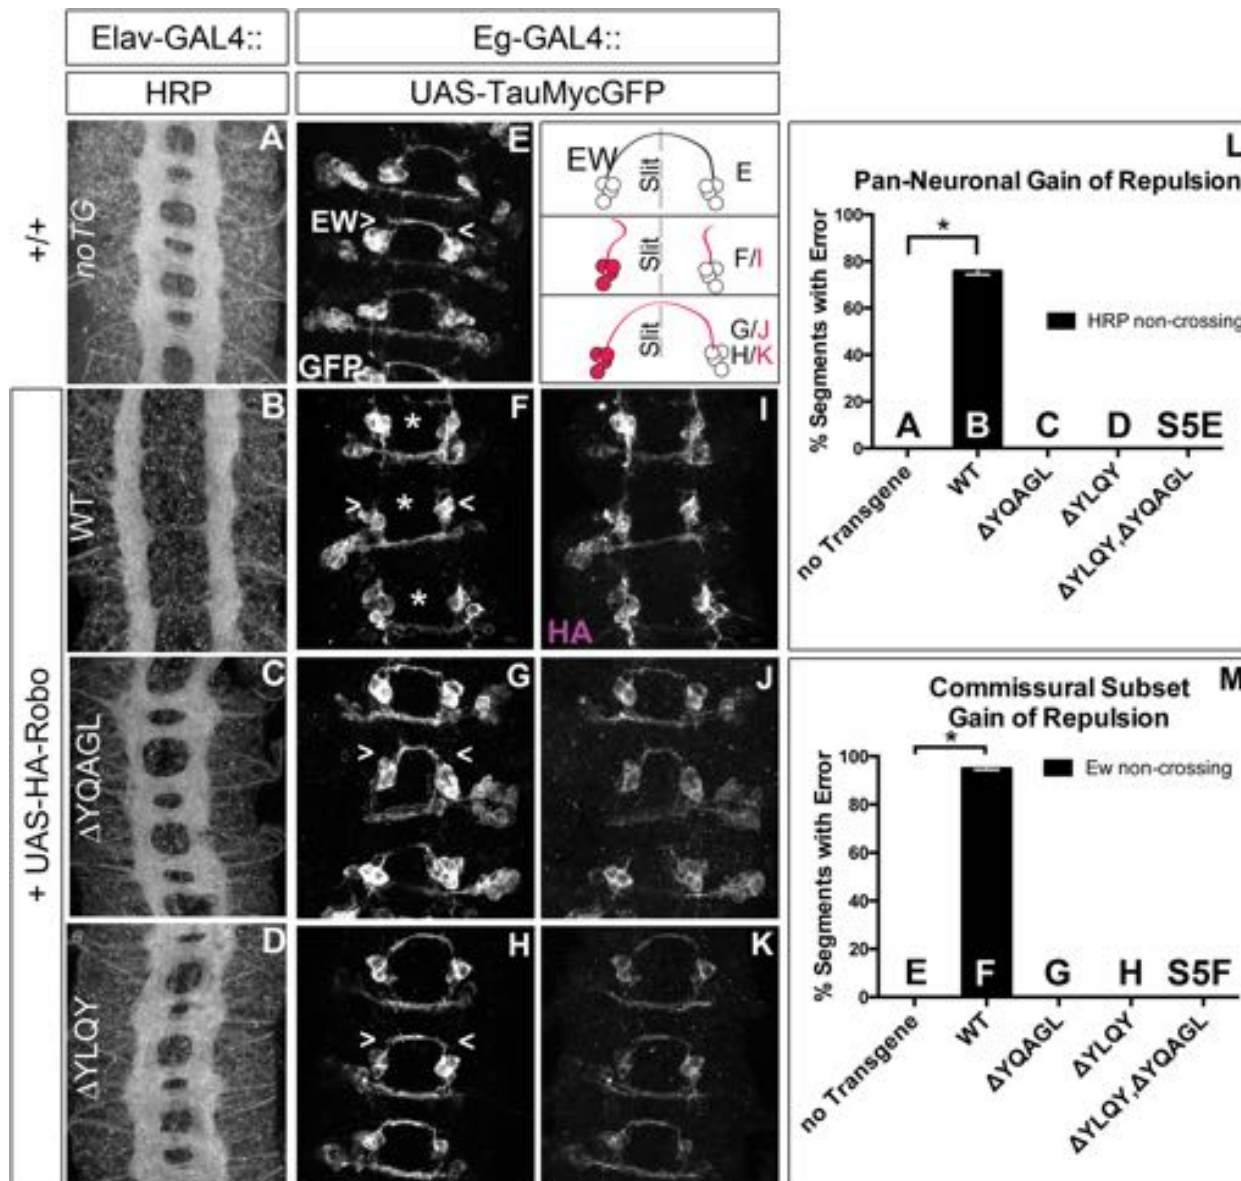 Elav-GAL4::
Eg-GAL4::
HRP
UAS-TauMycGFP
+/+
noTG
A
EW>
<
GFP
E
EW
Slit
E
Slit
F/I
Slit
G/J
H/K
L
Pan-Neuronal Gain of Repulsion
% Segments with Error
100
80
60
40
20
0
*
HRP non-crossing
A
B
C
D
S5E
no Transgene
WT
ΔYQAGL
ΔYLQY
ΔYLQY,ΔYQAGL
+ UAS-HA-Robo
WT
B
*
> * <
*
F
HA
I
ΔYQAGL
C
> <
G
J
ΔYLQY
D
> <
H
K
M
Commissural Subset
Gain of Repulsion
% Segments with Error
100
80
60
40
20
0
*
Ew non-crossing
E
F
G
H
S5F
no Transgene
WT
ΔYQAGL
ΔYLQY
ΔYLQY,ΔYQAGL